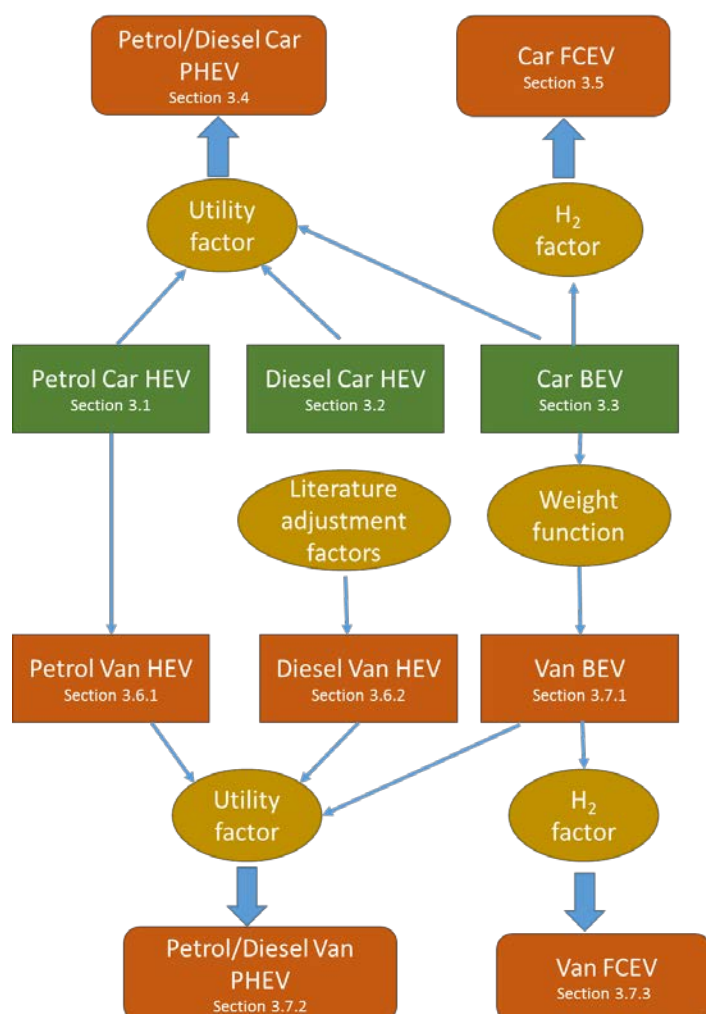 Petrol/Diesel Car
PHEV
Section 3.4
Car FCEV
Section 3.5
Utility
factor
H₂
factor
Petrol Car HEV
Section 3.1
Diesel Car HEV
Section 3.2
Car BEV
Section 3.3
Literature
adjustment
factors
Weight
function
Petrol Van HEV
Section 3.6.1
Diesel Van HEV
Section 3.6.2
Van BEV
Section 3.7.1
Utility
factor
H₂
factor
Petrol/Diesel Van
PHEV
Section 3.7.2
Van FCEV
Section 3.7.3